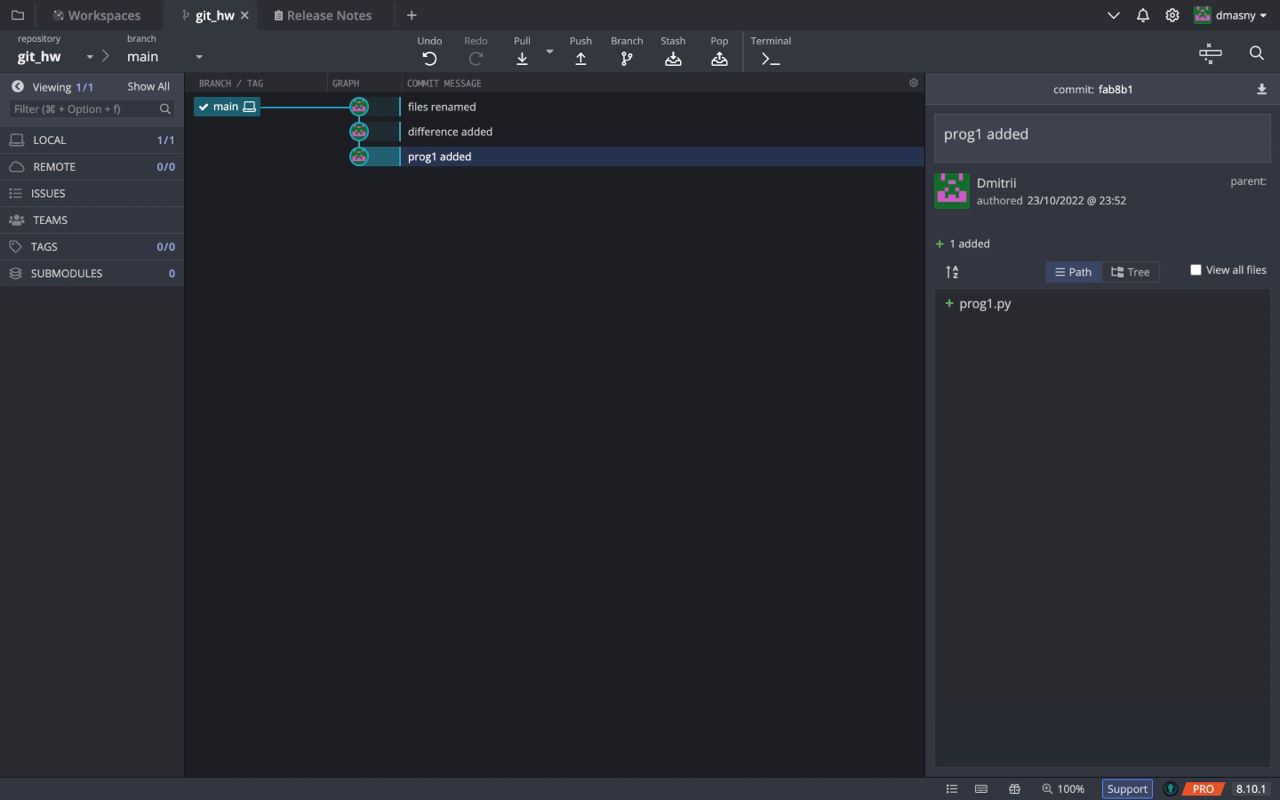 Workspaces git_hw Release Notes dmasny
repository branch
git_hw main
Undo Redo Pull Push Branch Stash Pop Terminal
Viewing 1/1 Show All
Filter (⌘ + Option + f)
LOCAL 1/1
REMOTE 0/0
ISSUES
TEAMS
TAGS 0/0
SUBMODULES 0
BRANCH / TAG GRAPH COMMIT MESSAGE
main files renamed
difference added
prog1 added
commit: fab8b1
prog1 added
Dmitrii parent:
authored 23/10/2022 @ 23:52
+ 1 added
Path Tree View all files
+ prog1.py
100% Support PRO 8.10.1